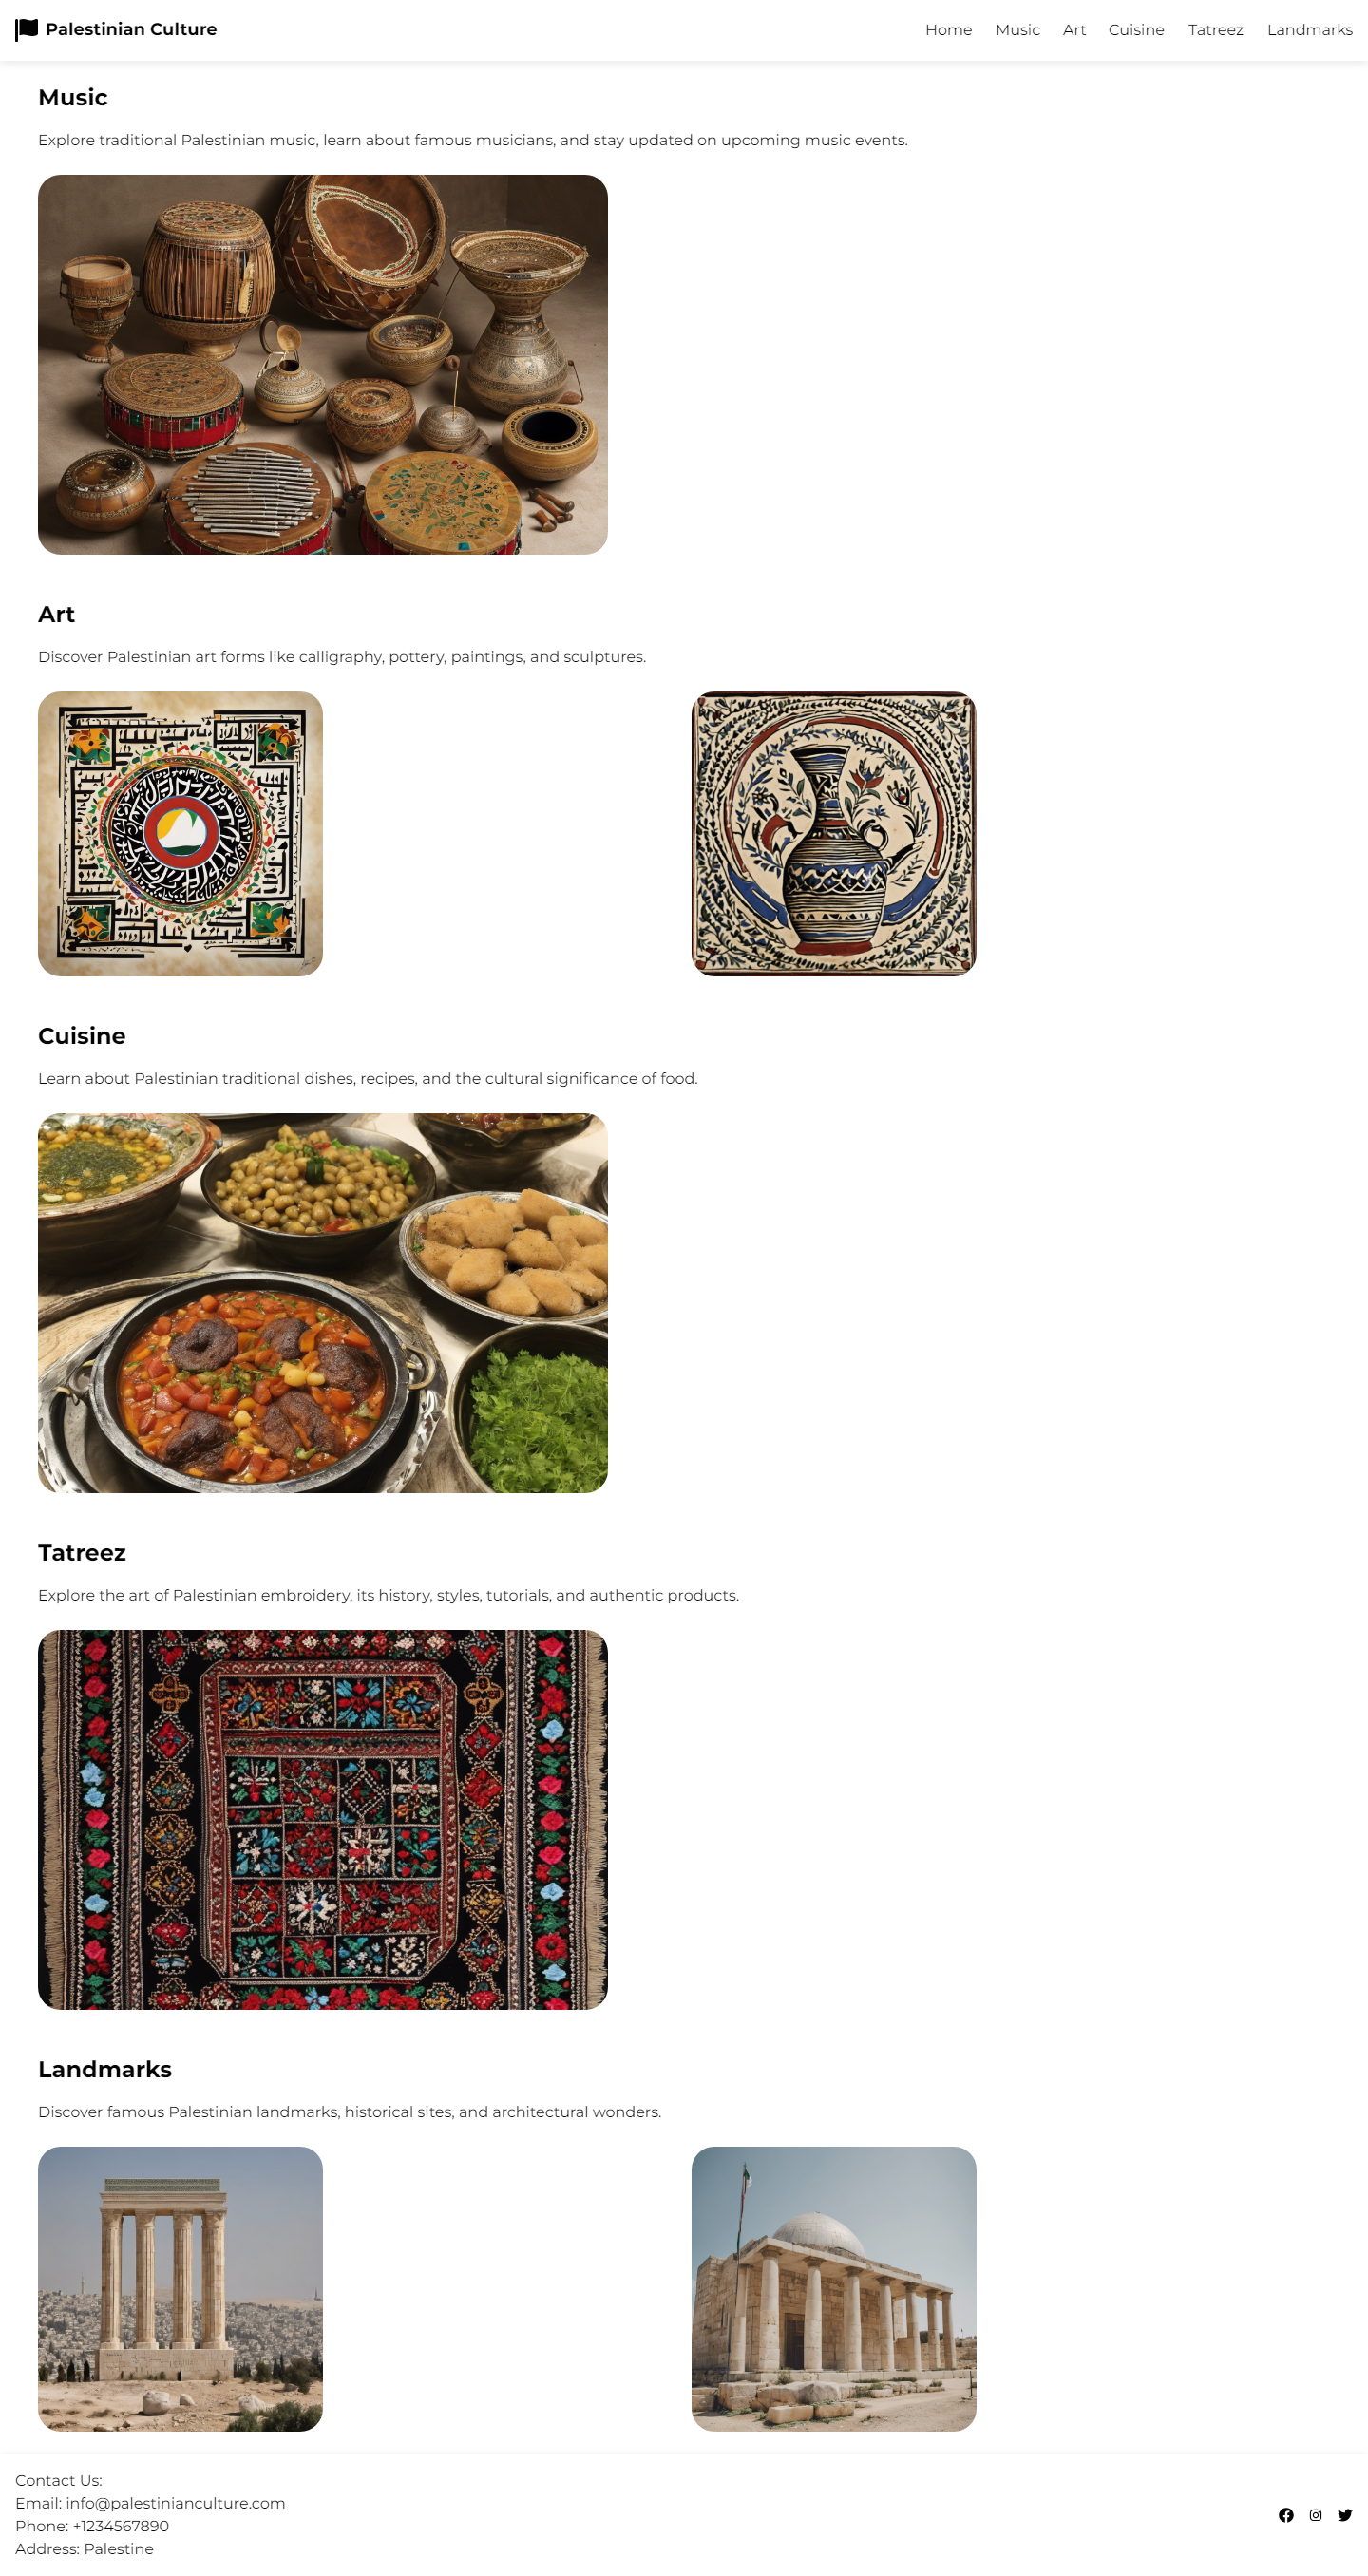 Palestinian Culture
Home Music Art Cuisine Tatreez Landmarks
Music
Explore traditional Palestinian music, learn about famous musicians, and stay updated on upcoming music events.
Art
Discover Palestinian art forms like calligraphy, pottery, paintings, and sculptures.
Cuisine
Learn about Palestinian traditional dishes, recipes, and the cultural significance of food.
Tatreez
Explore the art of Palestinian embroidery, its history, styles, tutorials, and authentic products.
Landmarks
Discover famous Palestinian landmarks, historical sites, and architectural wonders.
Contact Us:
Email: info@palestinianculture.com
Phone: +1234567890
Address: Palestine